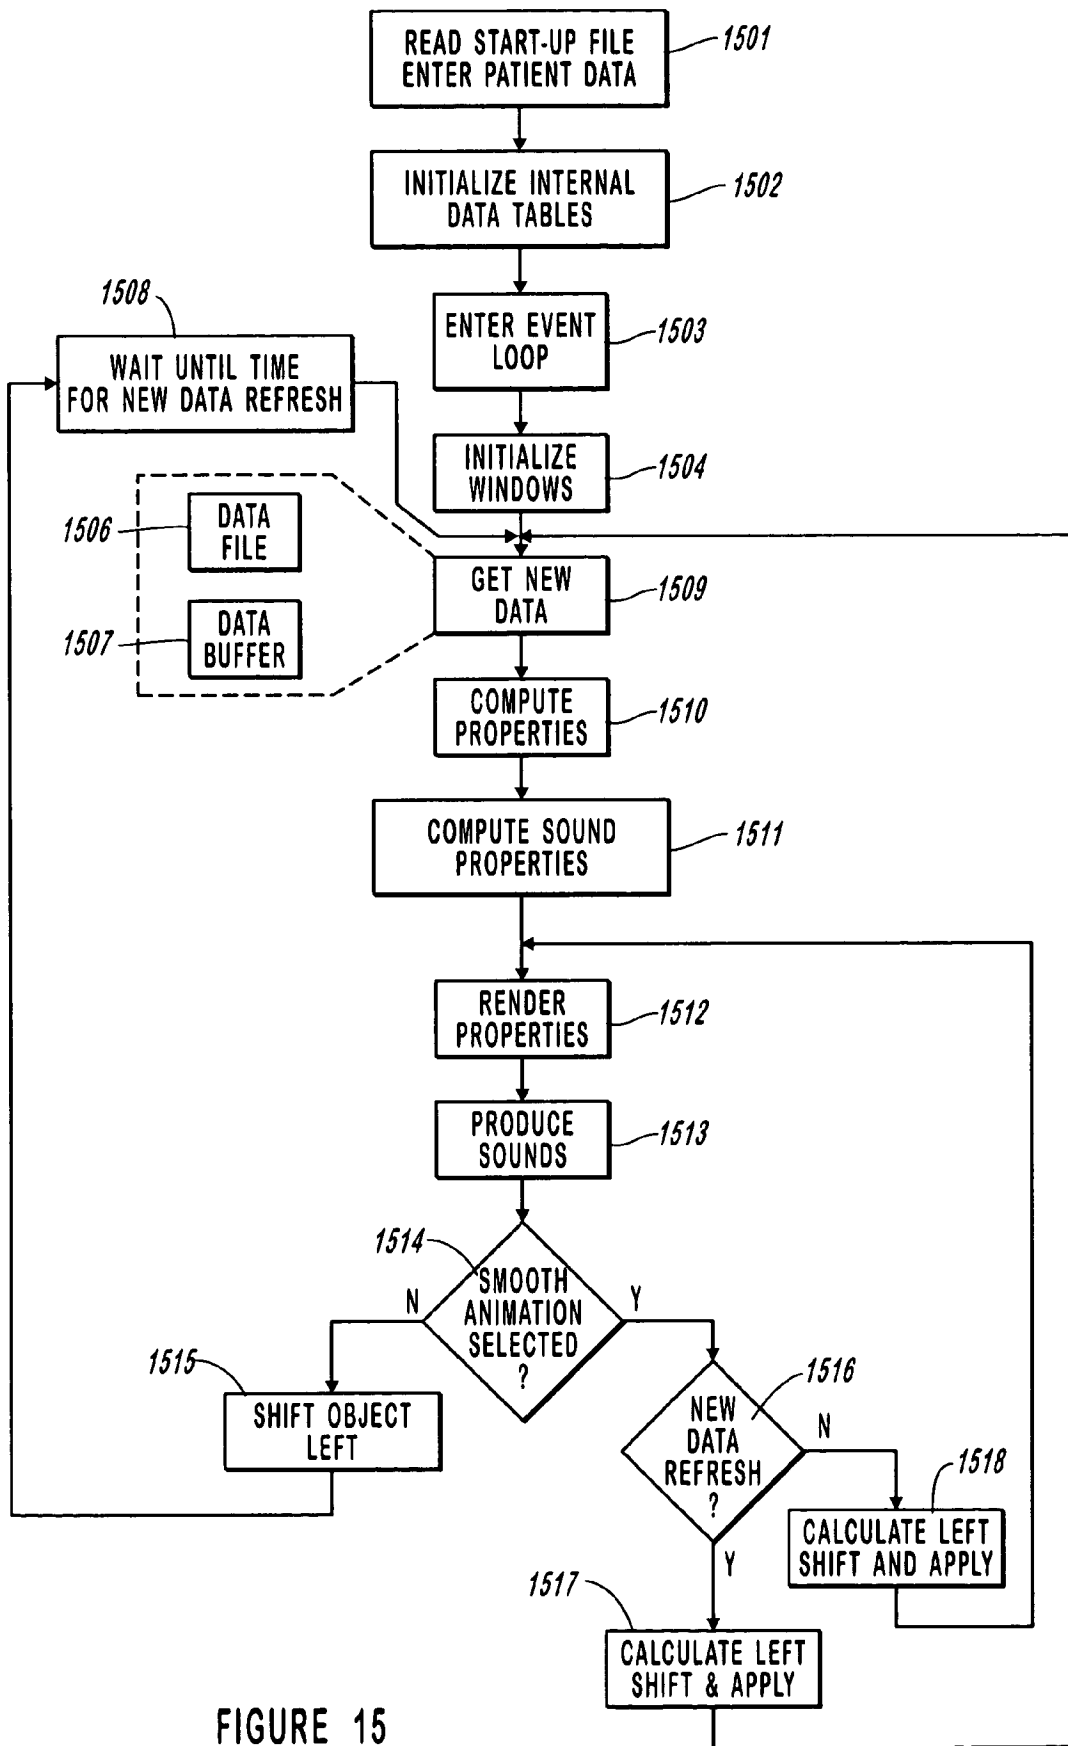 READ START-UP FILE
ENTER PATIENT DATA
1501
INITIALIZE INTERNAL
DATA TABLES
1502
1508
WAIT UNTIL TIME
FOR NEW DATA REFRESH
ENTER EVENT
LOOP
1503
INITIALIZE
WINDOWS
1504
1506
DATA
FILE
1507
DATA
BUFFER
GET NEW
DATA
1509
COMPUTE
PROPERTIES
1510
COMPUTE SOUND
PROPERTIES
1511
RENDER
PROPERTIES
1512
PRODUCE
SOUNDS
1513
1514
SMOOTH
ANIMATION
SELECTED
?
N
Y
1515
SHIFT OBJECT
LEFT
1516
NEW
DATA
REFRESH
?
N
Y
1518
CALCULATE LEFT
SHIFT AND APPLY
1517
CALCULATE LEFT
SHIFT & APPLY
FIGURE 15